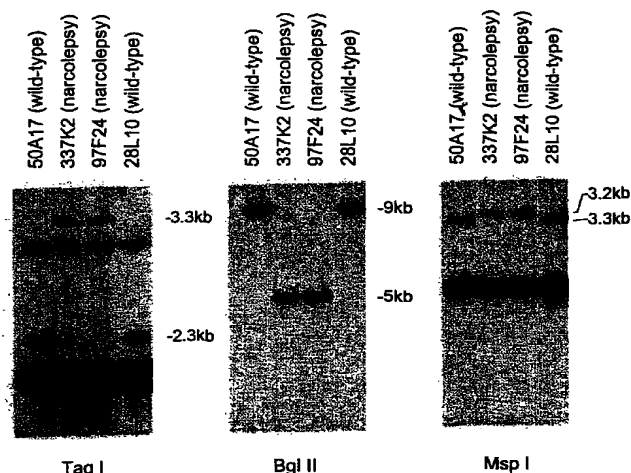 50A17 (wild-type)
337K2 (narcolepsy)
97F24 (narcolepsy)
28L10 (wild-type)
-3.3kb
-2.3kb
Taq I
50A17 (wild-type)
337K2 (narcolepsy)
97F24 (narcolepsy)
28L10 (wild-type)
-9kb
-5kb
Bgl II
50A17 (wild-type)
337K2 (narcolepsy)
97F24 (narcolepsy)
28L10 (wild-type)
3.2kb
3.3kb
Msp I